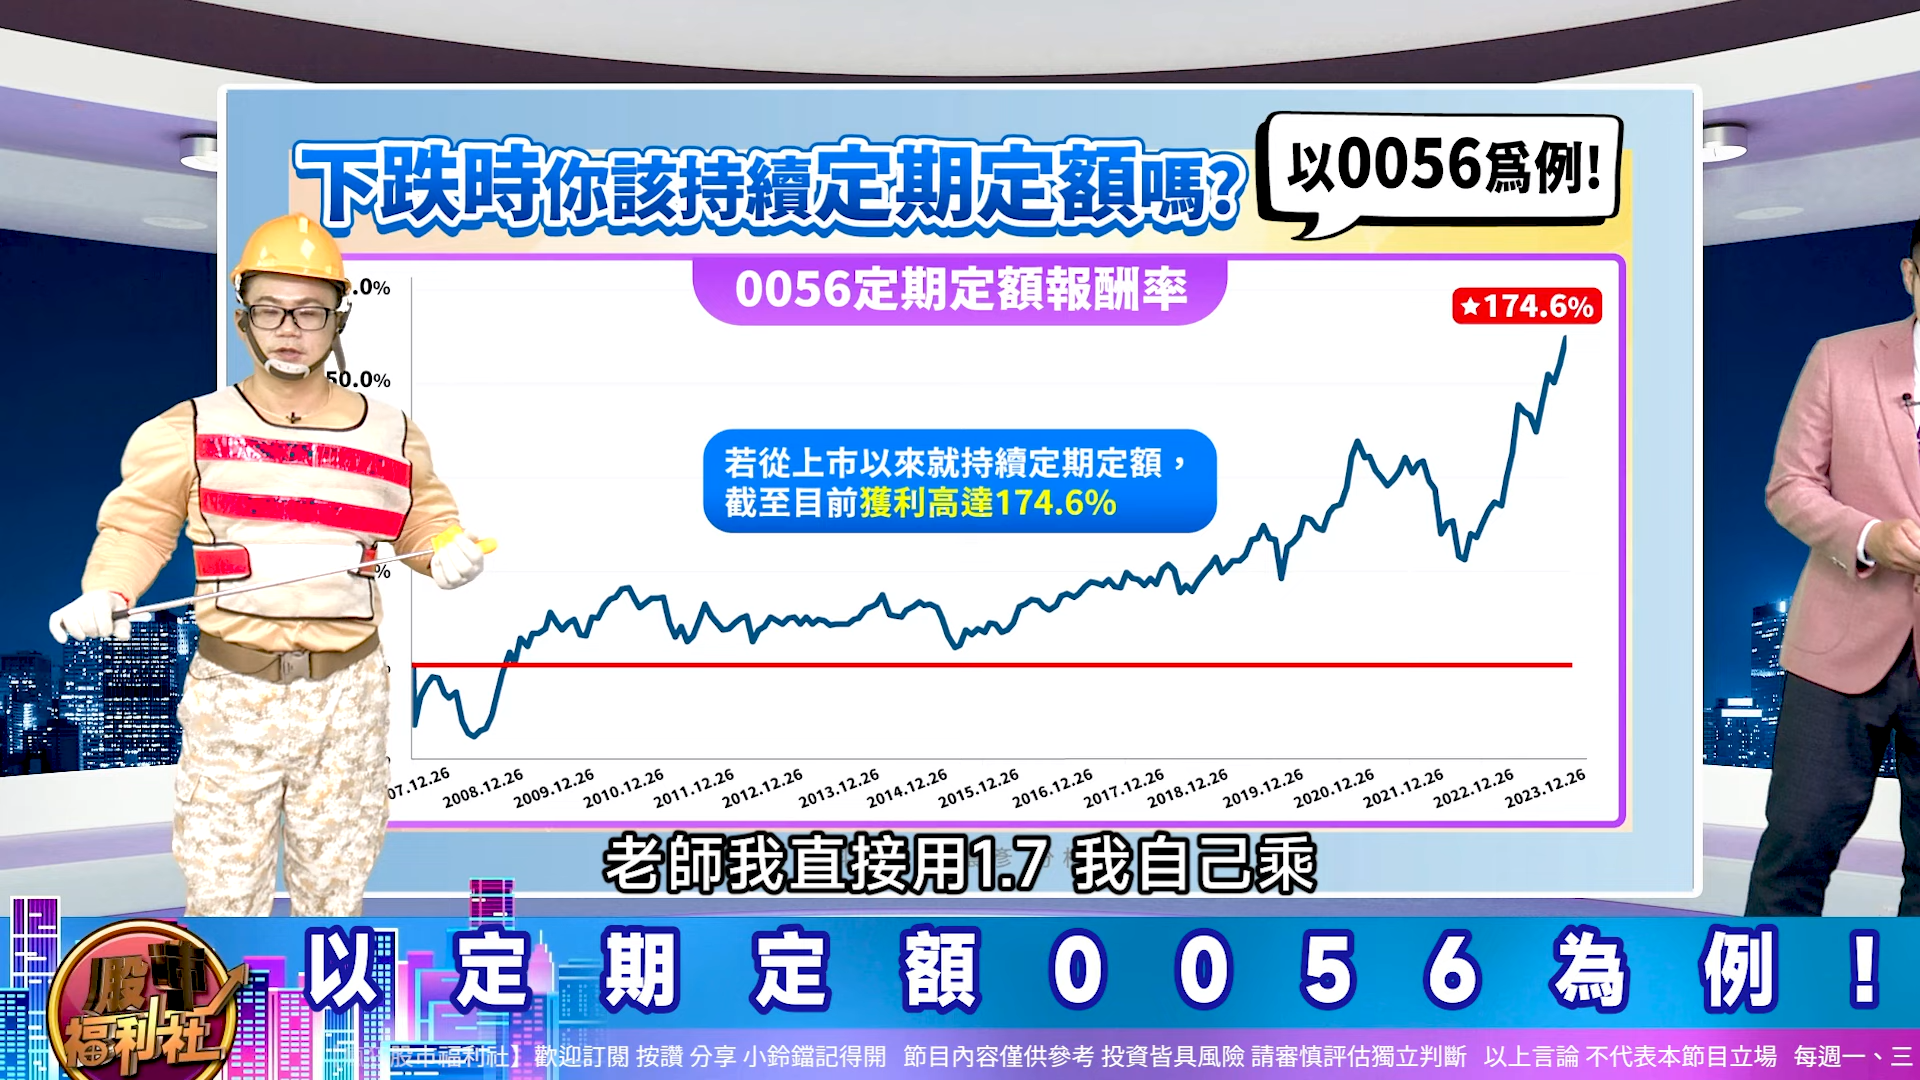 下跌時你該持續定期定額嗎?
以0056爲例!
0056定期定額報酬率
.0%
★174.6%
50.0%
若從上市以來就持續定期定額，
截至目前獲利高達174.6%
%
07.12.26
2008.12.26
2009.12.26
2010.12.26
2011.12.26
2012.12.26
2013.12.26
2014.12.26
2015.12.26
2016.12.26
2017.12.26
2018.12.26
2019.12.26
2020.12.26
2021.12.26
2022.12.26
2023.12.26
老師我直接用1.7 我自己乘
以定期定額0056為例!
股市
福利社
股市福利社】歡迎訂閱 按讚 分享 小鈴鐺記得開 節目內容僅供參考 投資皆具風險 請審慎評估獨立判斷 以上言論 不代表本節目立場 每週一、三